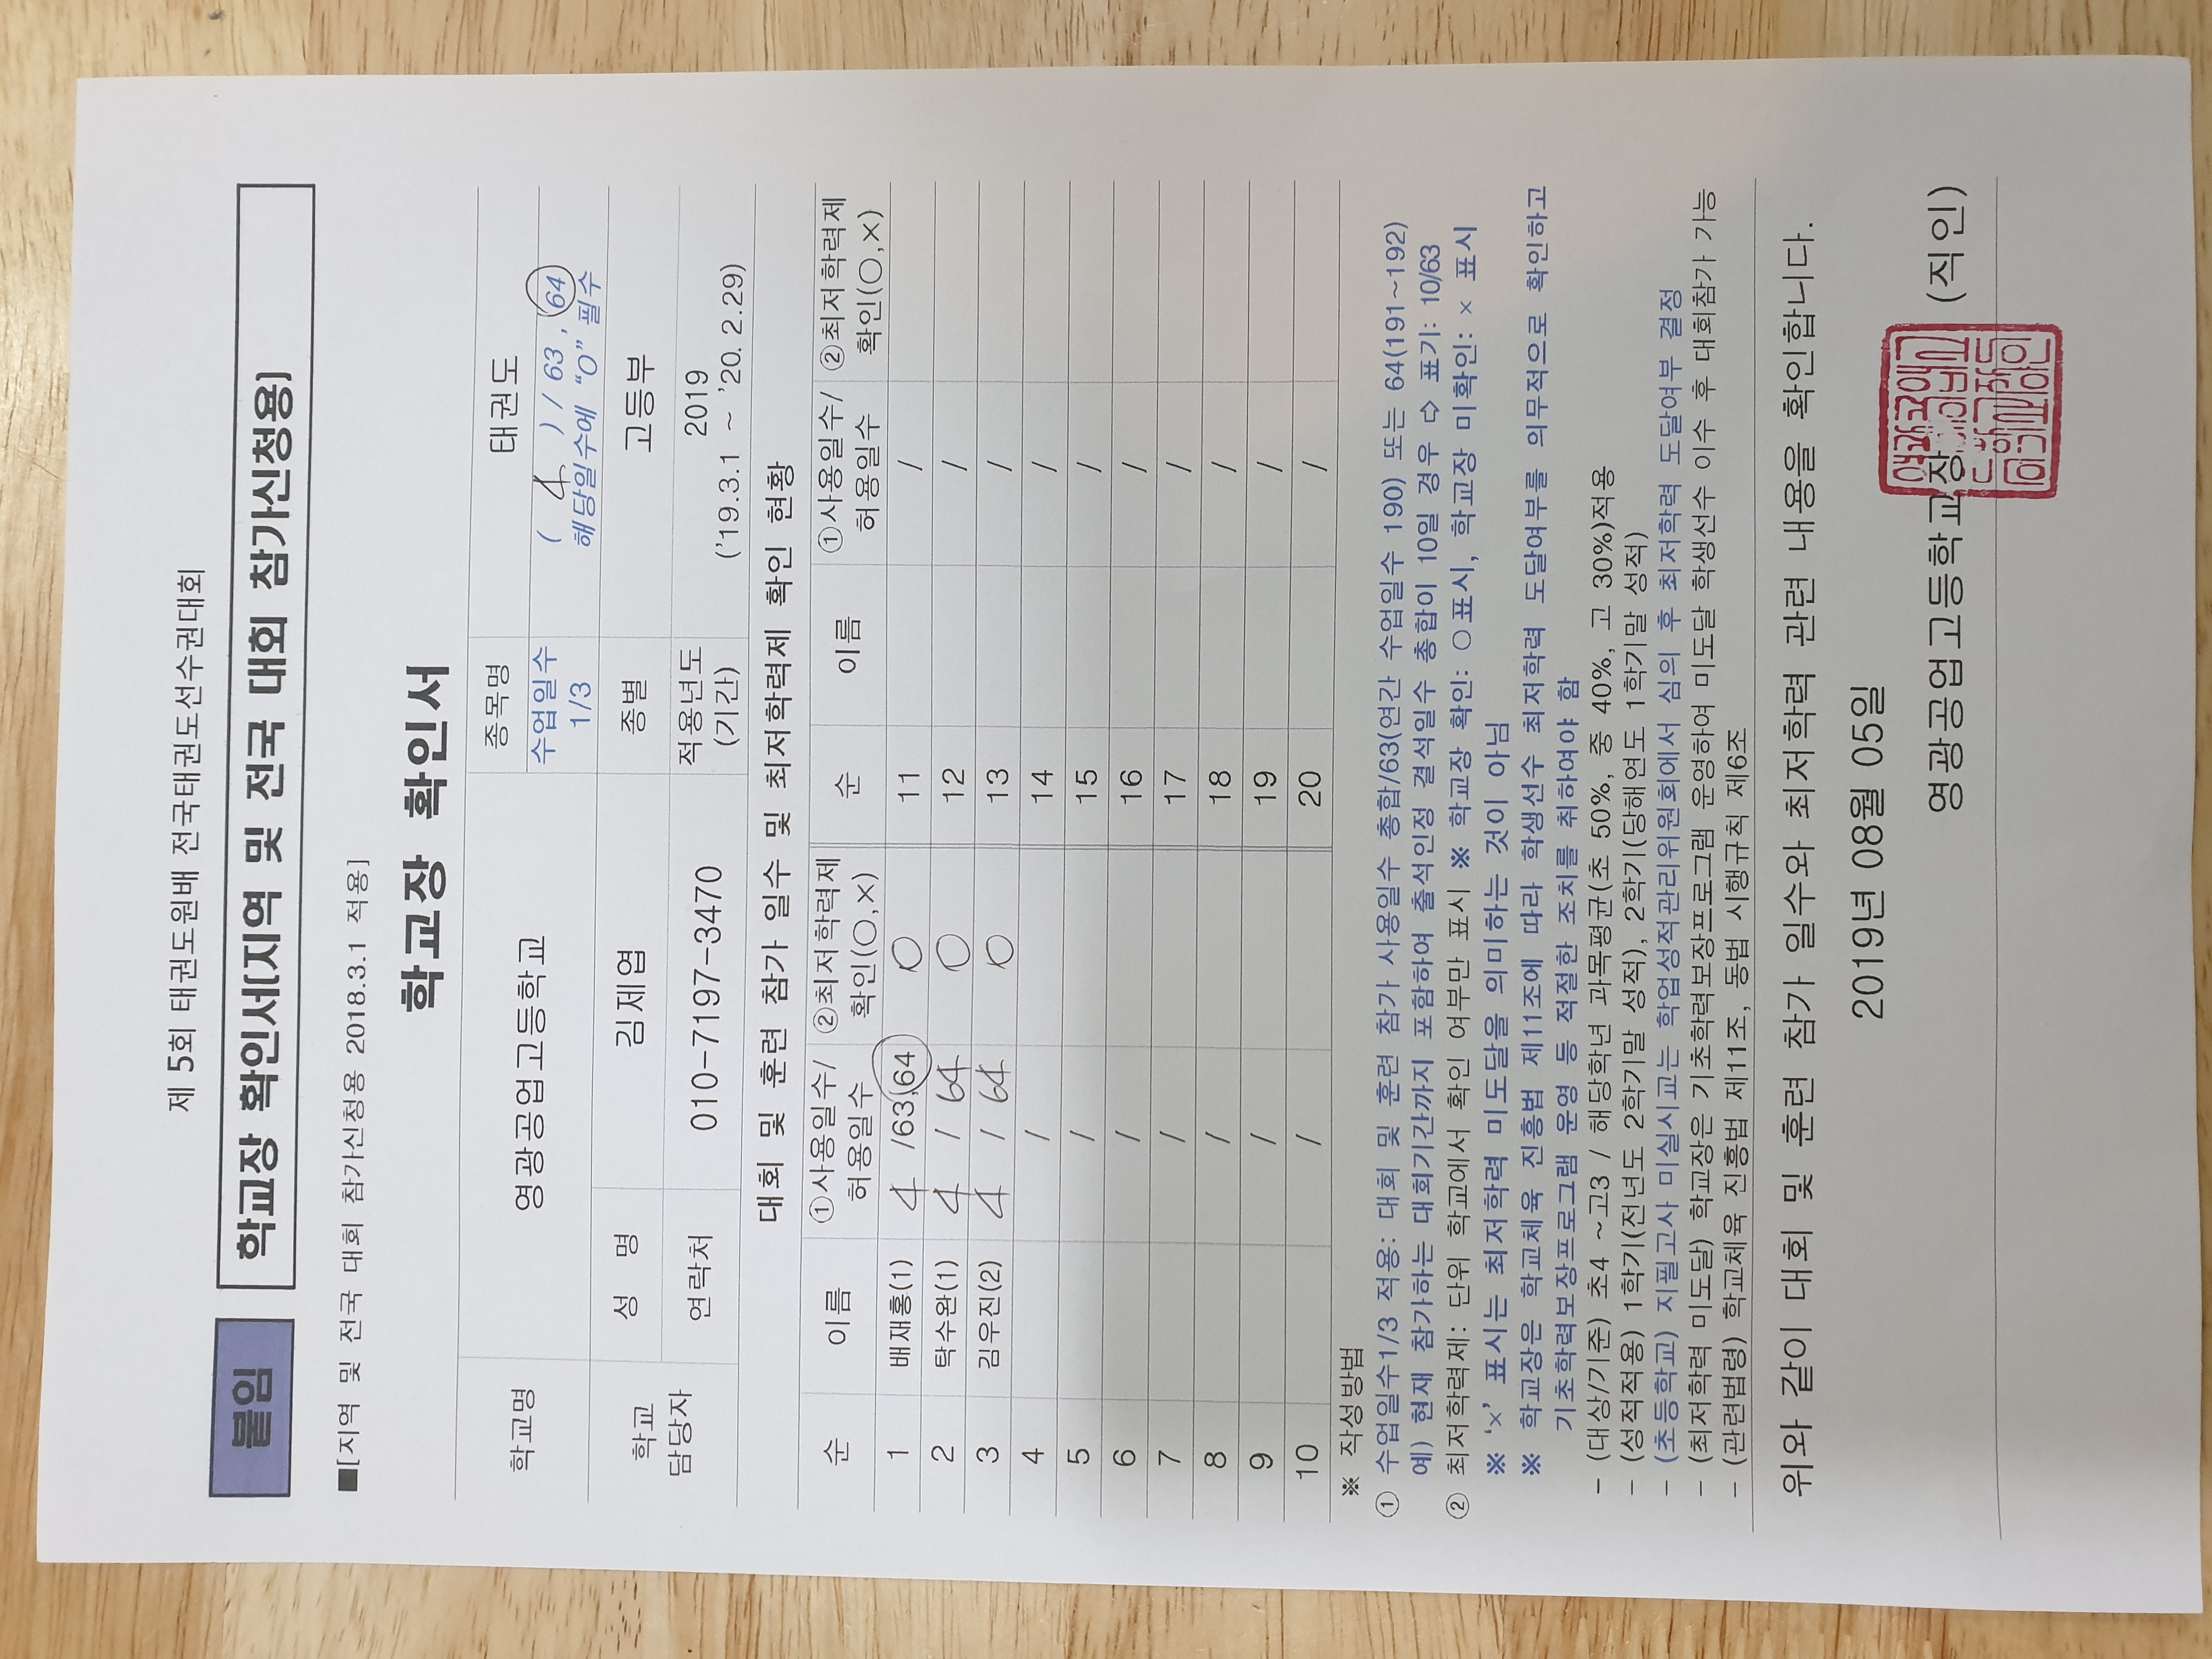 제 5회 태권도원배 전국태권도선수권대회
붙임 학교장 확인서(지역 및 전국 대회 참가신청용)
■[지역 및 전국 대회 참가신청용 2018.3.1 적용]
학교장 확인서
학교명 영광공업고등학교 종목명 태권도
수업일수 1/3 ( 4 ) / 63, 64
해당일수에 "O" 필수
학교 담당자 성 명 김제엽 종별 고등부
연락처 010-7197-3470 적용년도 (기간) 2019
('19.3.1 ~ '20. 2.29)
대회 및 훈련 참가 일수 및 최저학력제 확인 현황
순 이름 ①사용일수/허용일수 ②최저학력제 확인(○,×) 순 이름 ①사용일수/허용일수 ②최저학력제 확인(○,×)
1 배재홍(1) 4 /63,64 O 11 /
2 탁수완(1) 4 / 64 O 12 /
3 김우진(2) 4 / 64 O 13 /
4 / 14 /
5 / 15 /
6 / 16 /
7 / 17 /
8 / 18 /
9 / 19 /
10 / 20 /
※ 작성방법
① 수업일수1/3 적용: 대회 및 훈련 참가 사용일수 총합/63(연간 수업일수 190) 또는 64(191~192)
예) 현재 참가하는 대회기간까지 포함하여 출석인정 결석일수 총합이 10일 경우 ⇨ 표기: 10/63
② 최저학력제: 단위 학교에서 확인 여부만 표시 ※ 학교장 확인: ○표시, 학교장 미확인: × 표시
※ '×' 표시는 최저학력 미도달을 의미하는 것이 아님
※ 학교장은 학교체육 진흥법 제11조에 따라 학생선수 최저학력 도달여부를 의무적으로 확인하고
기초학력보장프로그램 운영 등 적절한 조치를 취하여야 함
- (대상/기준) 초4 ~고3 / 해당학년 과목평균(초 50%, 중 40%, 고 30%)적용
- (성적적용) 1학기(전년도 2학기말 성적), 2학기(당해연도 1학기말 성적)
- (초등학교) 지필고사 미실시교는 학업성적관리위원회에서 심의 후 최저학력 도달여부 결정
- (최저학력 미도달) 학교장은 기초학력보장프로그램 운영하여 미도달 학생선수 이수 후 대회참가 가능
- (관련법령) 학교체육 진흥법 제11조, 동법 시행규칙 제6조
위와 같이 대회 및 훈련 참가 일수와 최저학력 관련 내용을 확인합니다.
2019년 08월 05일
영광공업고등학교장 (직인)